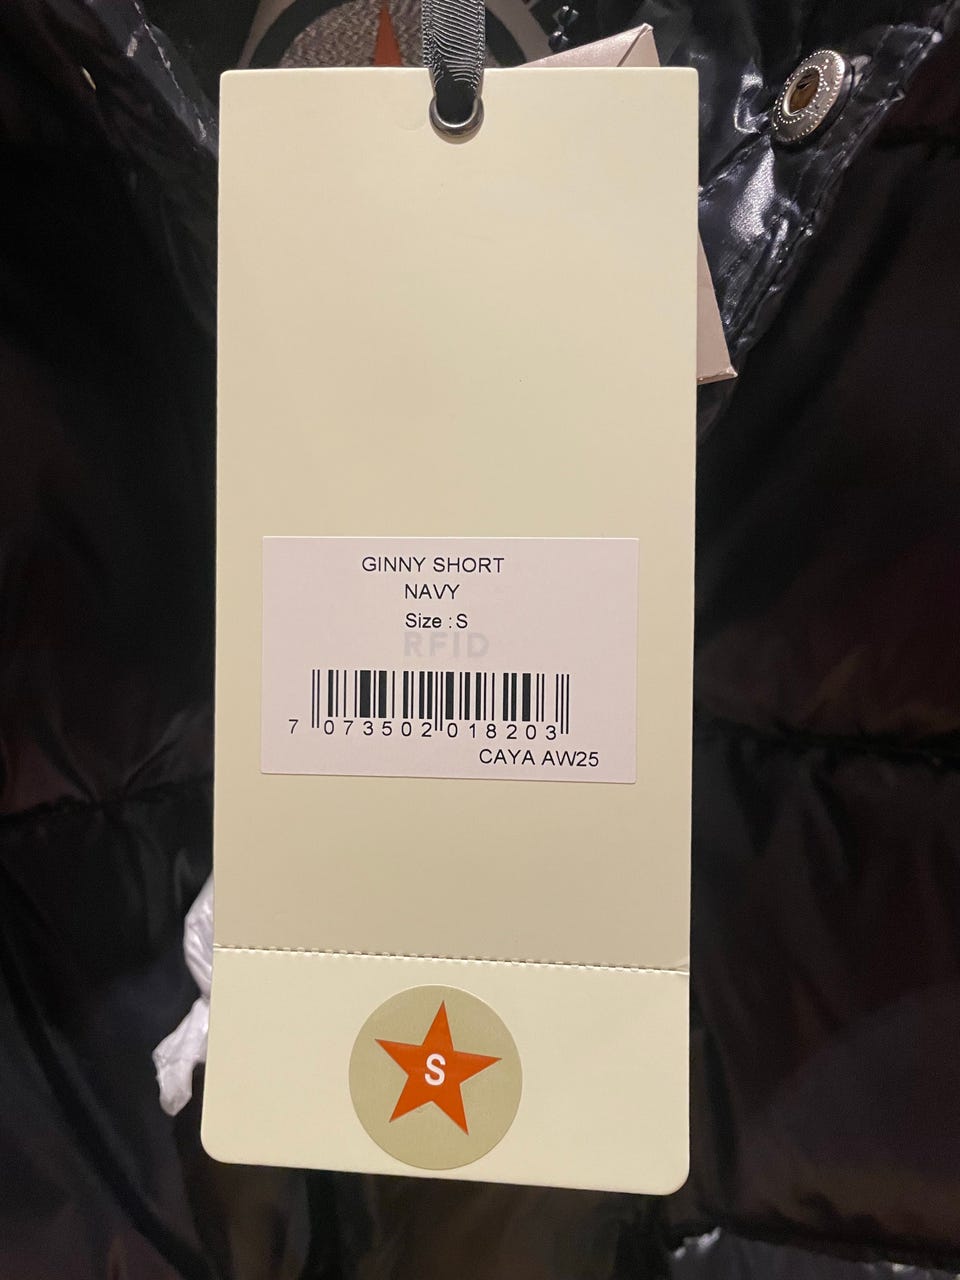 GINNY SHORT
NAVY
Size : S
RFID
7 073502 018203
CAYA AW25
S